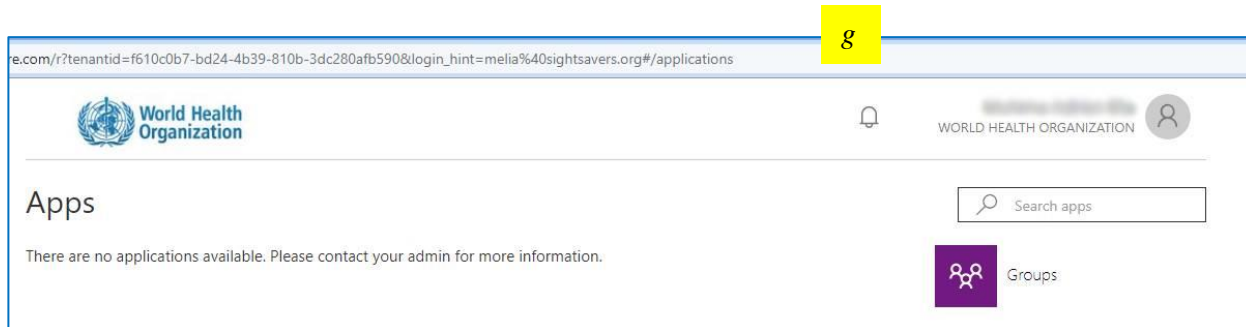 g
re.com/r?tenantid=f610c0b7-bd24-4b39-810b-3dc280afb590&login_hint=melia%40sightsavers.org#/applications
World Health
Organization
WORLD HEALTH ORGANIZATION
Apps
Search apps
There are no applications available. Please contact your admin for more information.
Groups